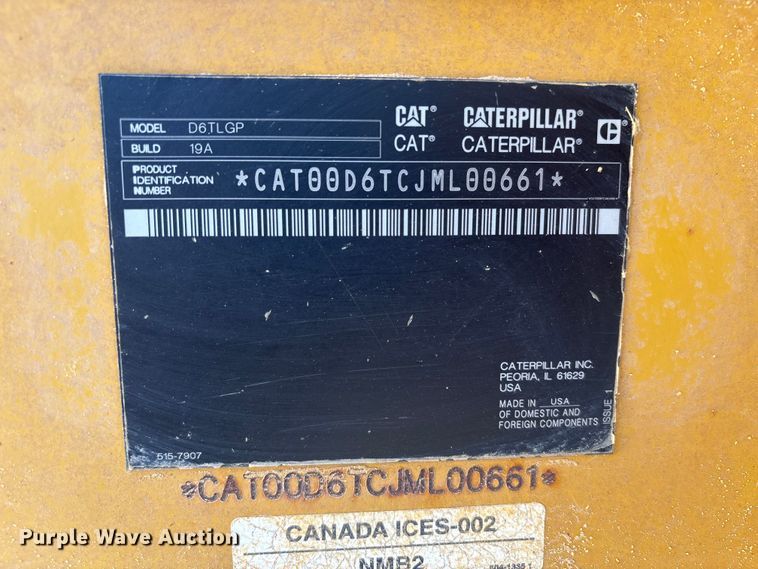 CAT® CATERPILLAR®
CAT® CATERPILLAR®
MODEL D6TLGP
BUILD 19A
PRODUCT
IDENTIFICATION
NUMBER
*CAT00D6TCJML00661*
CATERPILLAR INC.
PEORIA, IL 61629
USA
MADE IN USA
OF DOMESTIC AND
FOREIGN COMPONENTS
ISSUE 1
515-7907
*CAT00D6TCJML00661*
CANADA ICES-002
NMB2
Purple Wave Auction